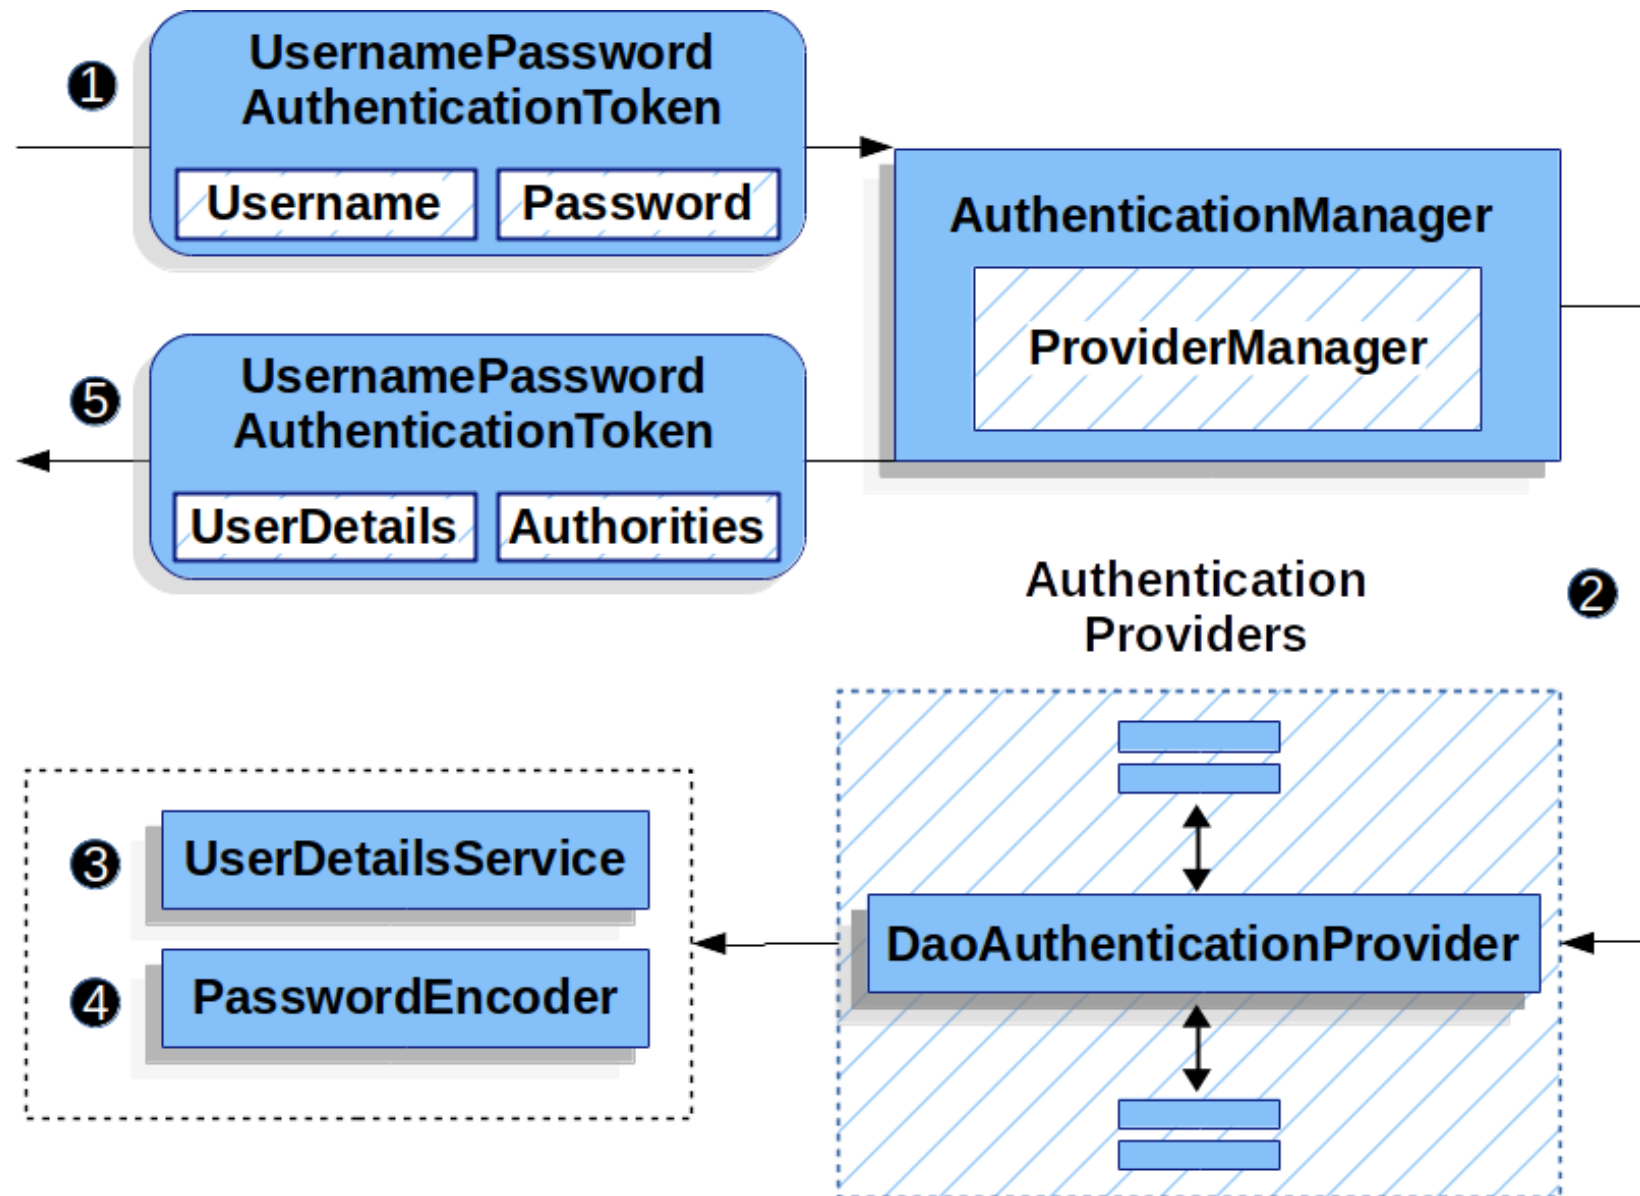 1
UsernamePassword
AuthenticationToken
Username
Password
AuthenticationManager
ProviderManager
5
UsernamePassword
AuthenticationToken
UserDetails
Authorities
Authentication
Providers
2
3
UserDetailsService
DaoAuthenticationProvider
4
PasswordEncoder